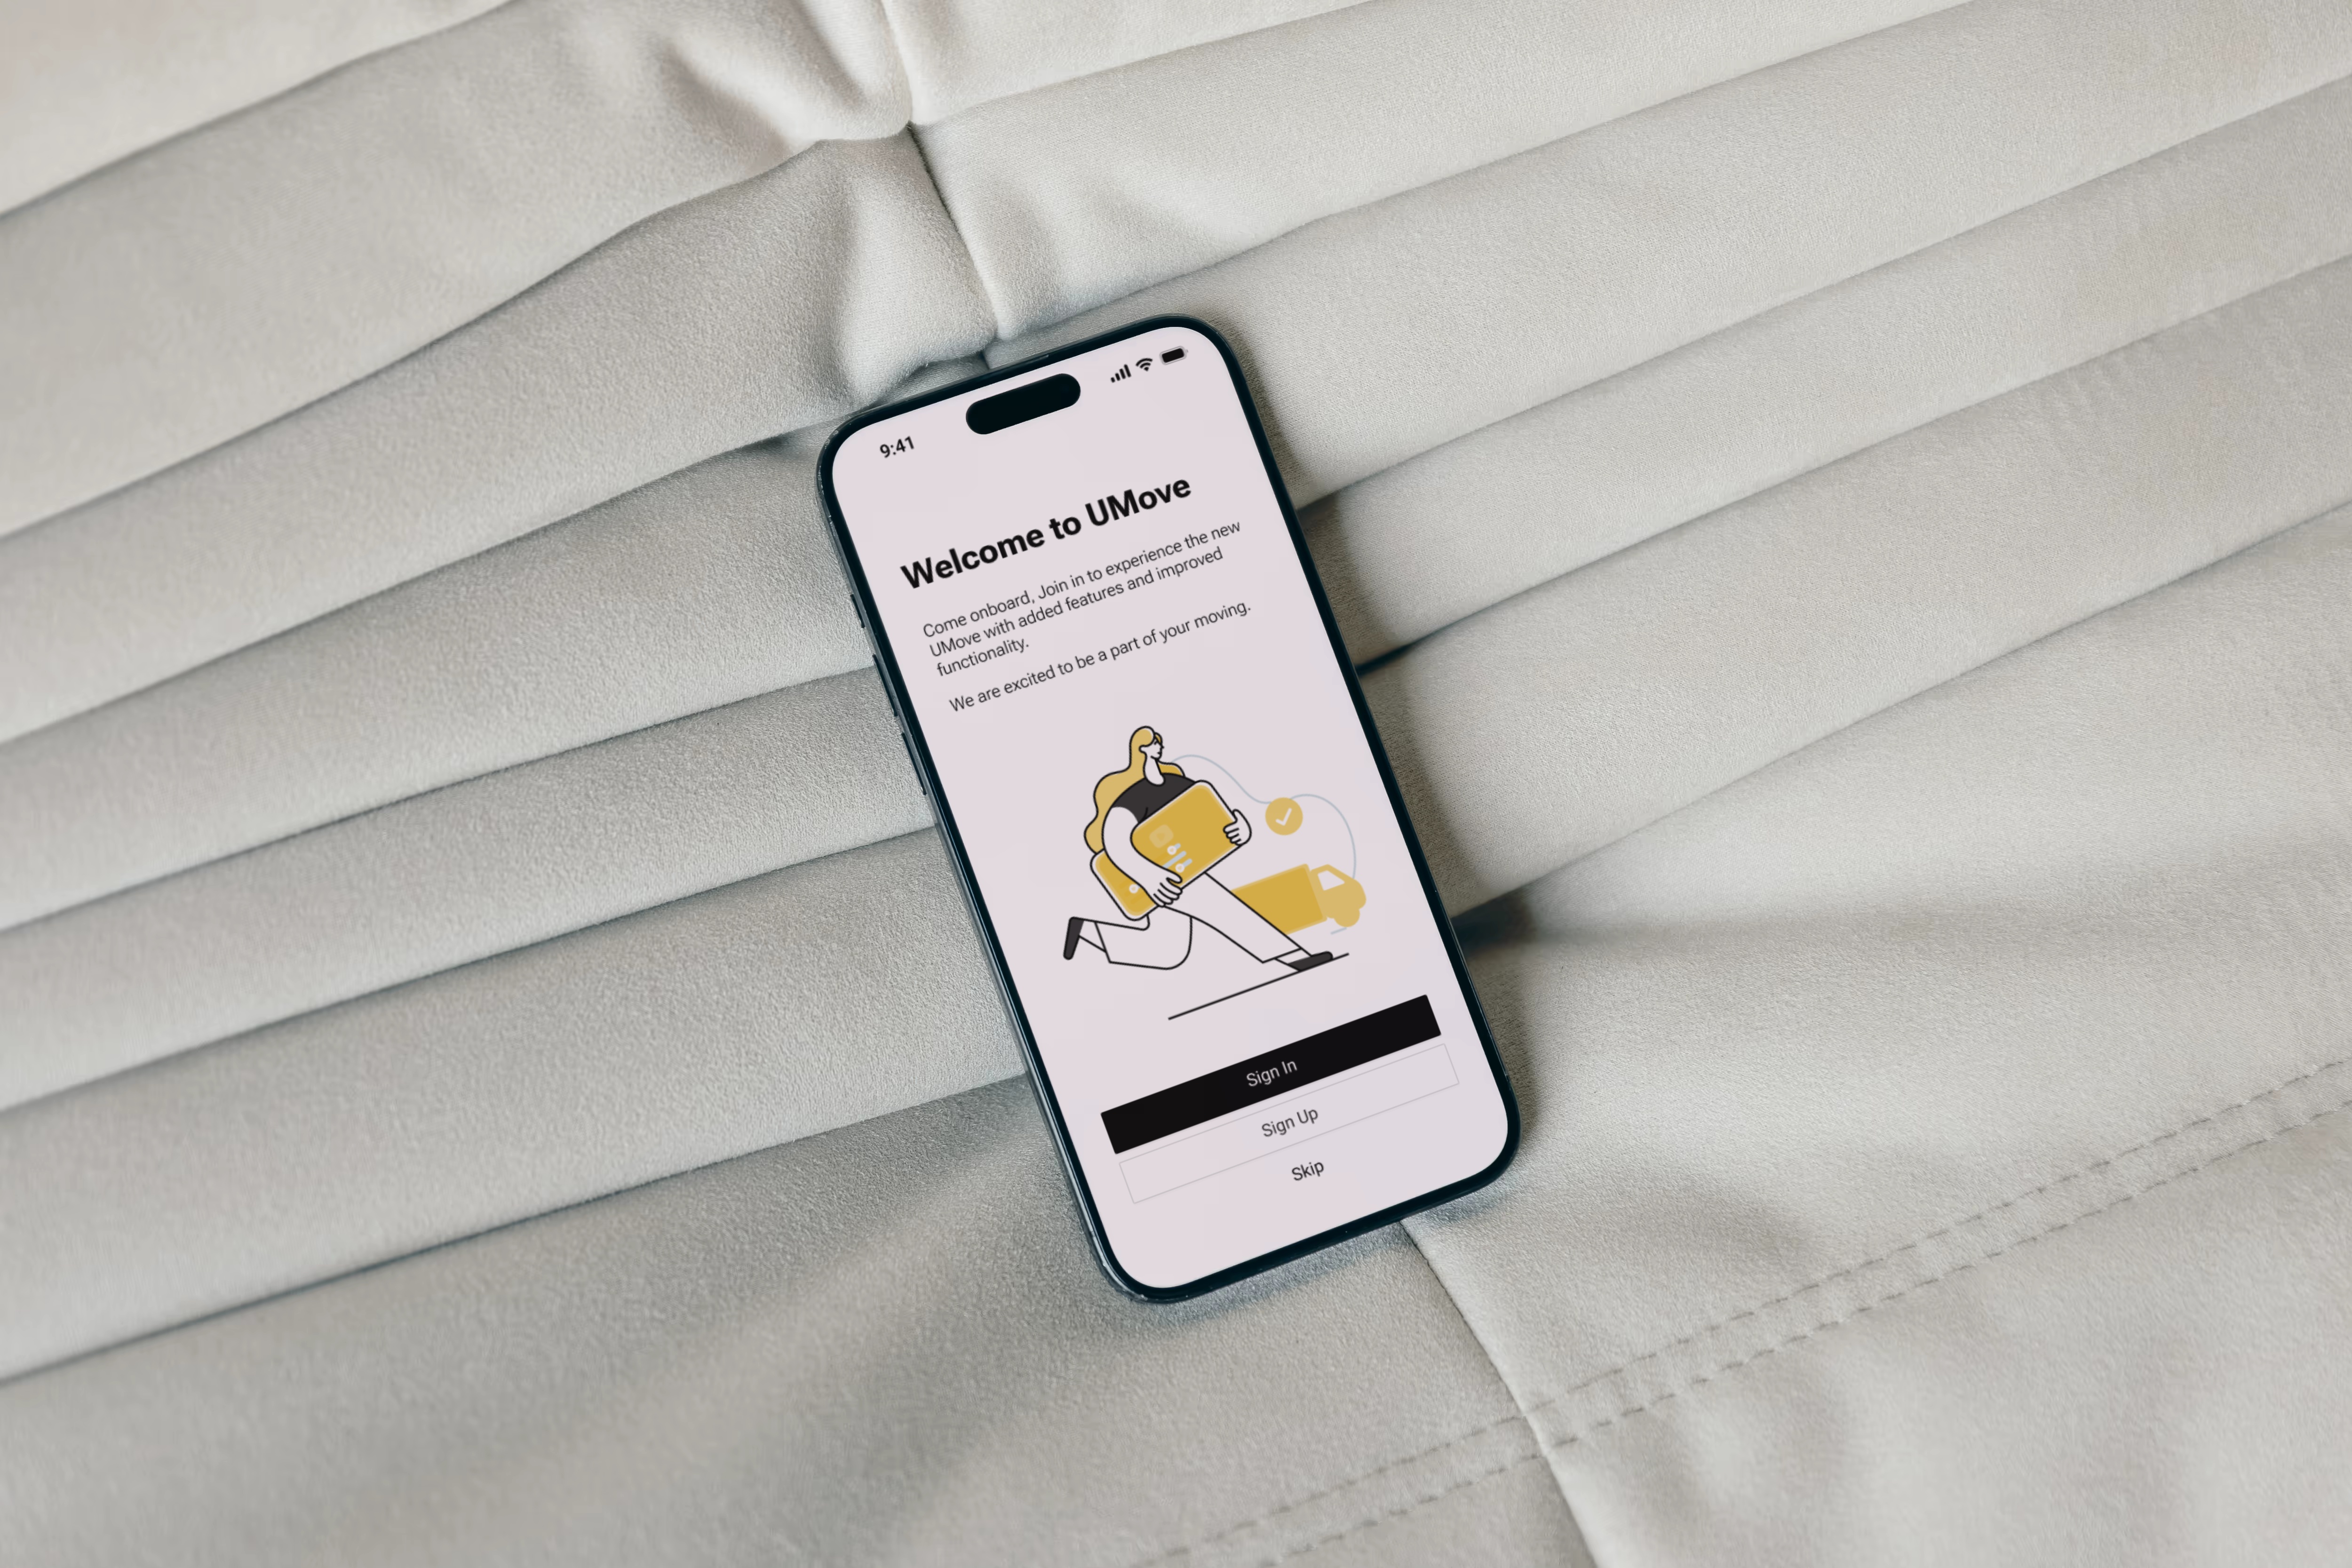 9:41
Welcome to UMove
Come onboard, Join in to experience the new
UMove with added features and improved
functionality.
We are excited to be a part of your moving.
Sign In
Sign Up
Skip